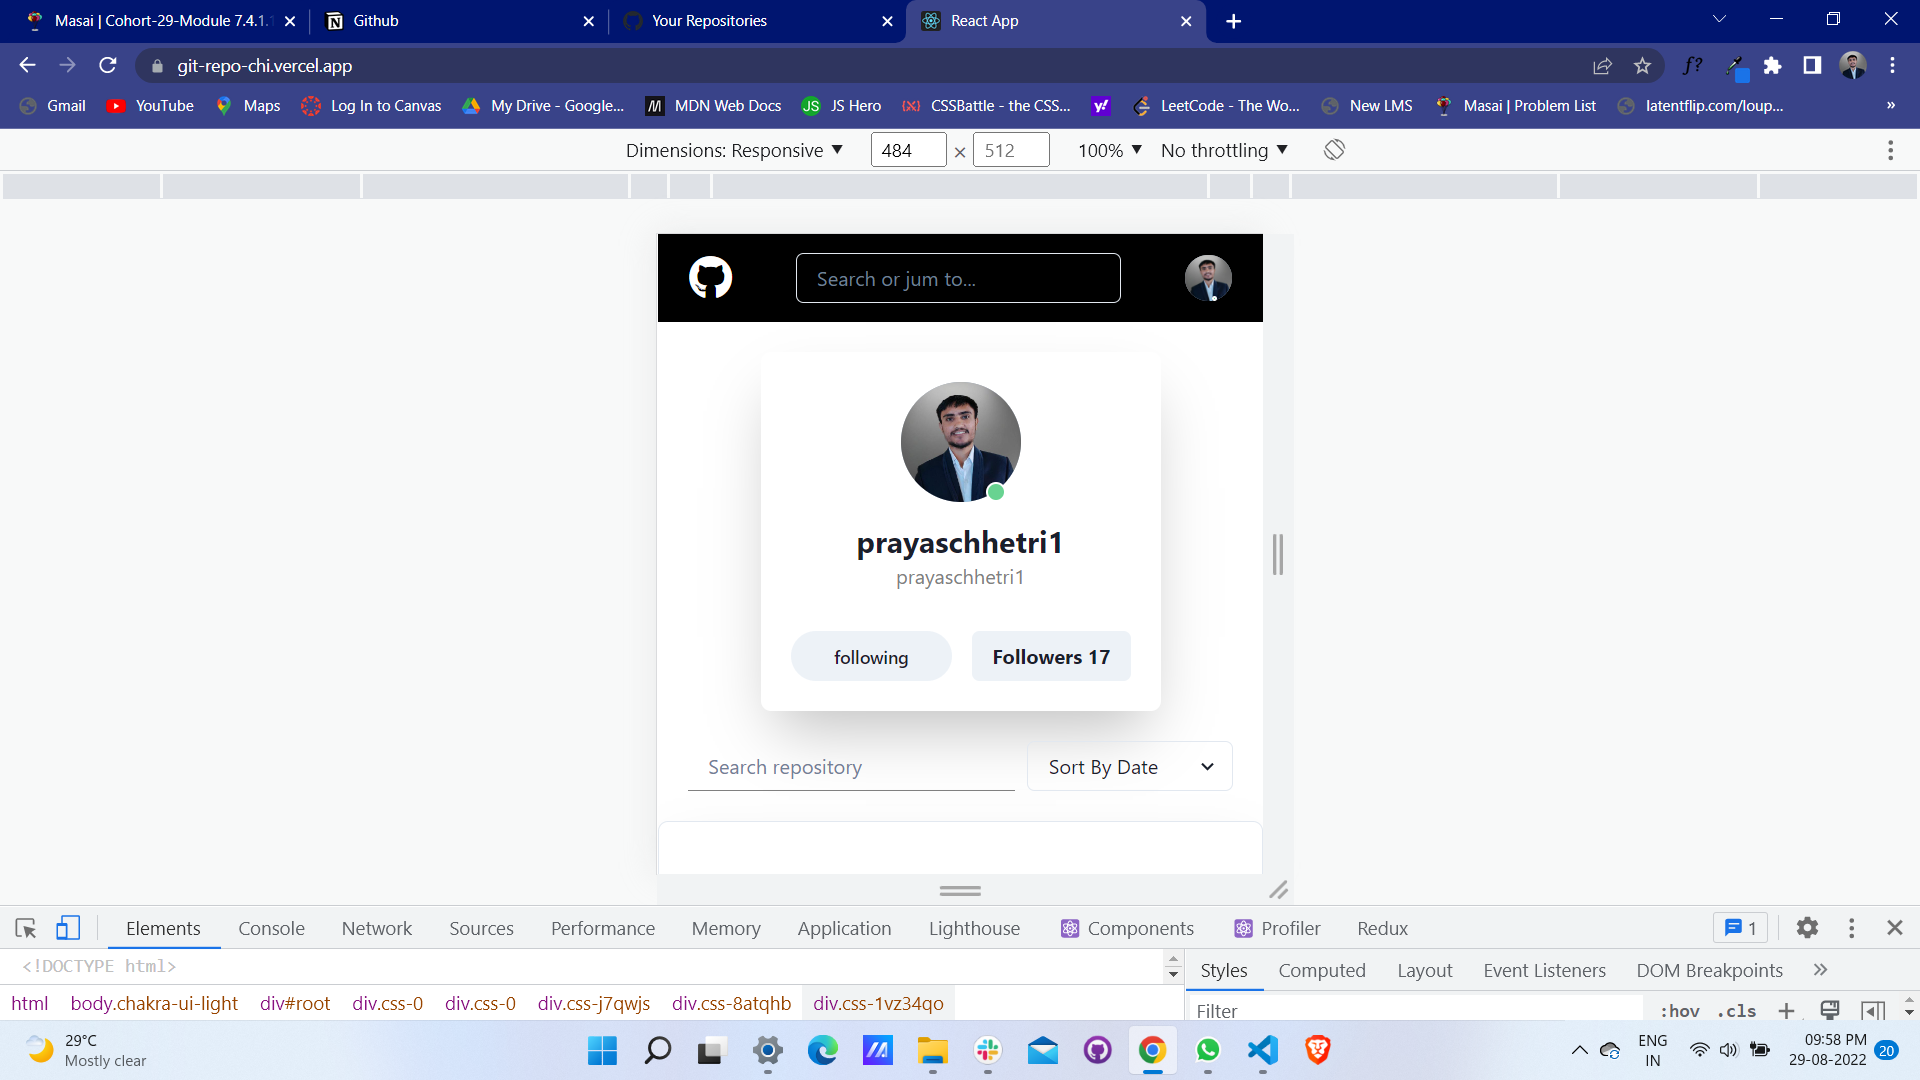 Masai | Cohort-29-Module 7.4.1.1
Github
Your Repositories
React App
git-repo-chi.vercel.app
f?
Gmail
YouTube
Maps
Log In to Canvas
My Drive - Google...
MDN Web Docs
JS JS Hero
CSSBattle - the CSS...
y!
LeetCode - The Wo...
New LMS
Masai | Problem List
latentflip.com/loup...
»
Dimensions: Responsive
484 × 512
100%
No throttling
Search or jum to...
prayaschhetri1
prayaschhetri1
following
Followers 17
Search repository
Sort By Date
Elements
Console
Network
Sources
Performance
Memory
Application
Lighthouse
Components
Profiler
Redux
1
<!DOCTYPE html>
Styles
Computed
Layout
Event Listeners
DOM Breakpoints
»
html body.chakra-ui-light div#root div.css-0 div.css-0 div.css-j7qwjs div.css-8atqhb div.css-1vz34qo
Filter
:hov .cls +
29°C
Mostly clear
ENG
IN
09:58 PM
29-08-2022
20